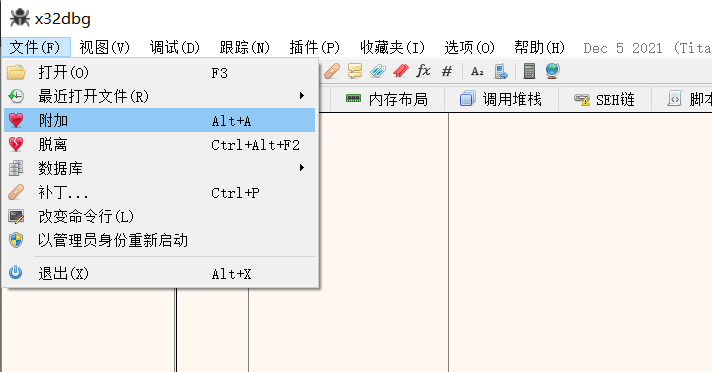 x32dbg
文件(F) 视图(V) 调试(D) 跟踪(N) 插件(P) 收藏夹(I) 选项(O) 帮助(H) Dec 5 2021 (Tita
fx # A2
打开(O) F3
最近打开文件(R)
附加 Alt+A
脱离 Ctrl+Alt+F2
数据库
补丁... Ctrl+P
改变命令行(L)
以管理员身份重新启动
退出(X) Alt+X
内存布局 调用堆栈 SEH链 脚本